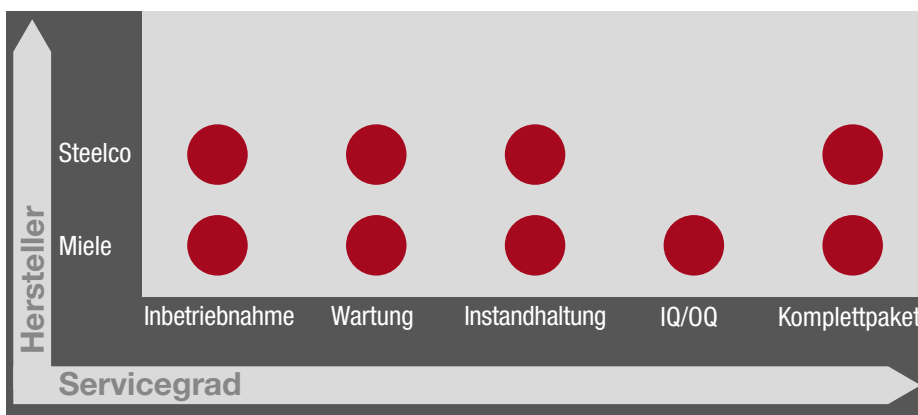 Hersteller
Steelco
Miele
Inbetriebnahme Wartung Instandhaltung IQ/OQ Komplettpaket
Servicegrad